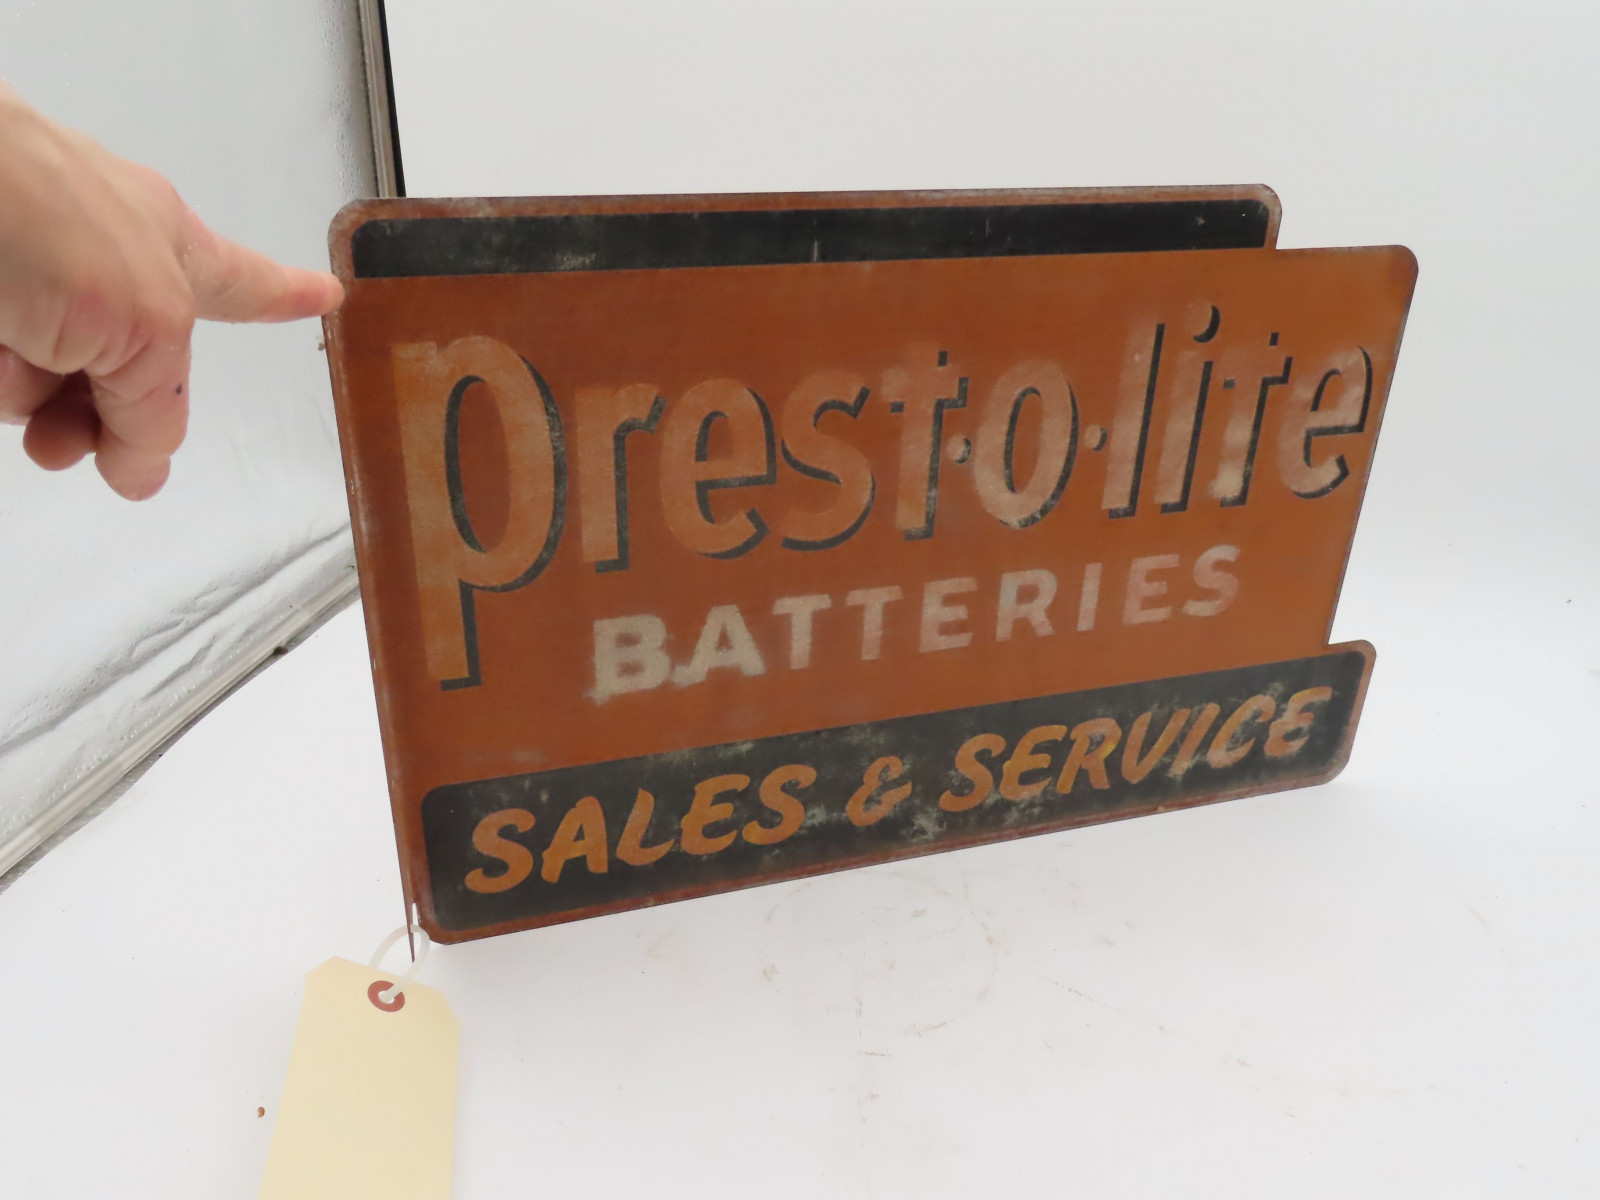 Prest·o·lite
BATTERIES
SALES & SERVICE